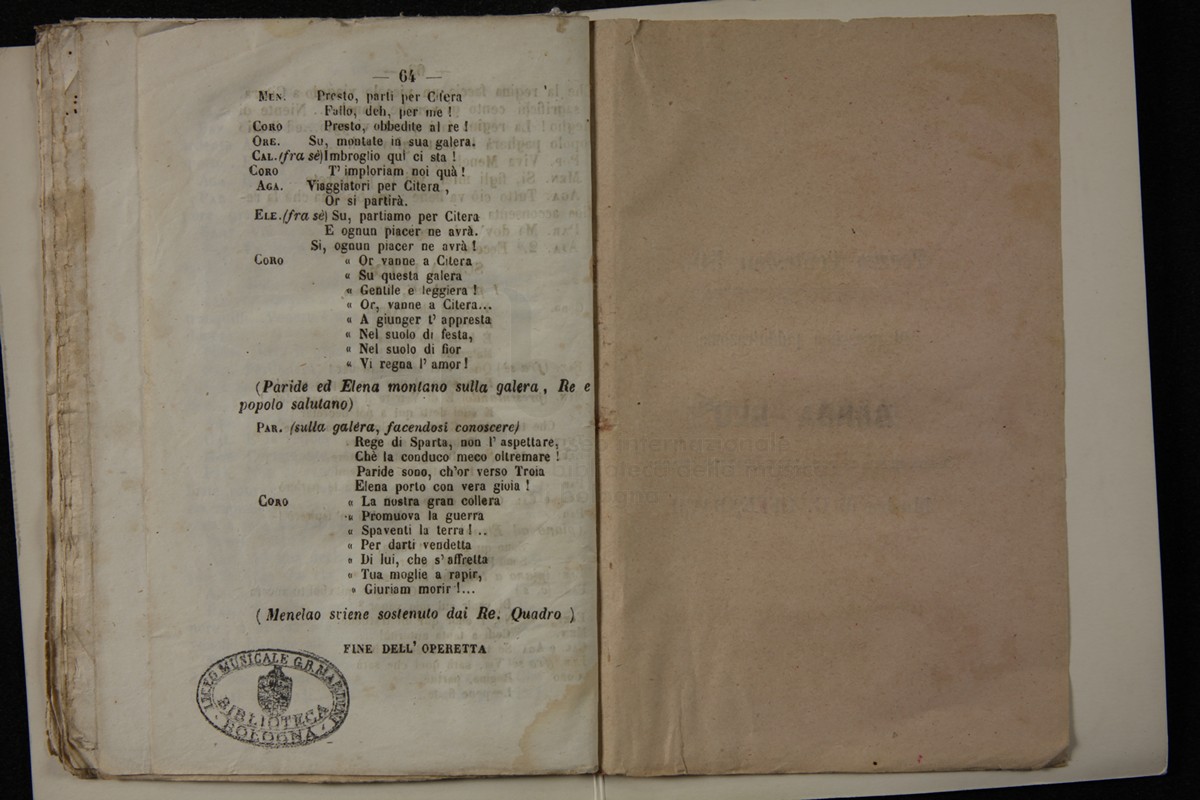 — 64 —
MEN. Presto, parti per Citera
Fallo, deh, per me !
CORO Presto, obbedite al re !
ORE. Su, montate in sua galera.
CAL. (fra sè) Imbroglio qui ci sta !
CORO T' imploriam noi quà !
AGA. Viaggiatori per Citera ,
Or si partirà.
ELE. (fra sè) Su, partiamo per Citera
E ognun piacer ne avrà.
Si, ognun piacer ne avrà !
CORO « Or vanne a Citera
« Su questa galera
« Gentile e leggiera !
« Or, vanne a Citera...
« A giunger t' appresta
« Nel suolo di festa,
« Nel suolo di fior
« Vi regna l' amor !
(Paride ed Elena montano sulla galera, Re e
popolo salutano)
PAR. (sulla galèra, facendosi conoscere)
Rege di Sparta, non l' aspettare,
Chè la conduco meco oltremare !
Paride sono, ch'or verso Troia
Elena porto con vera gioia !
CORO « La nostra gran collera
« Promuova la guerra
« Spaventi la terra ! ..
« Per darti vendetta
» Di lui, che s' affretta
» Tua moglie a rapir,
» Giuriam morir !...
( Menelao sviene sostenuto dai Re. Quadro )
FINE DELL' OPERETTA
LICEO MUSICALE G.B. MARTINI
BIBLIOTECA
BOLOGNA
internazionale
biblioteca della musica